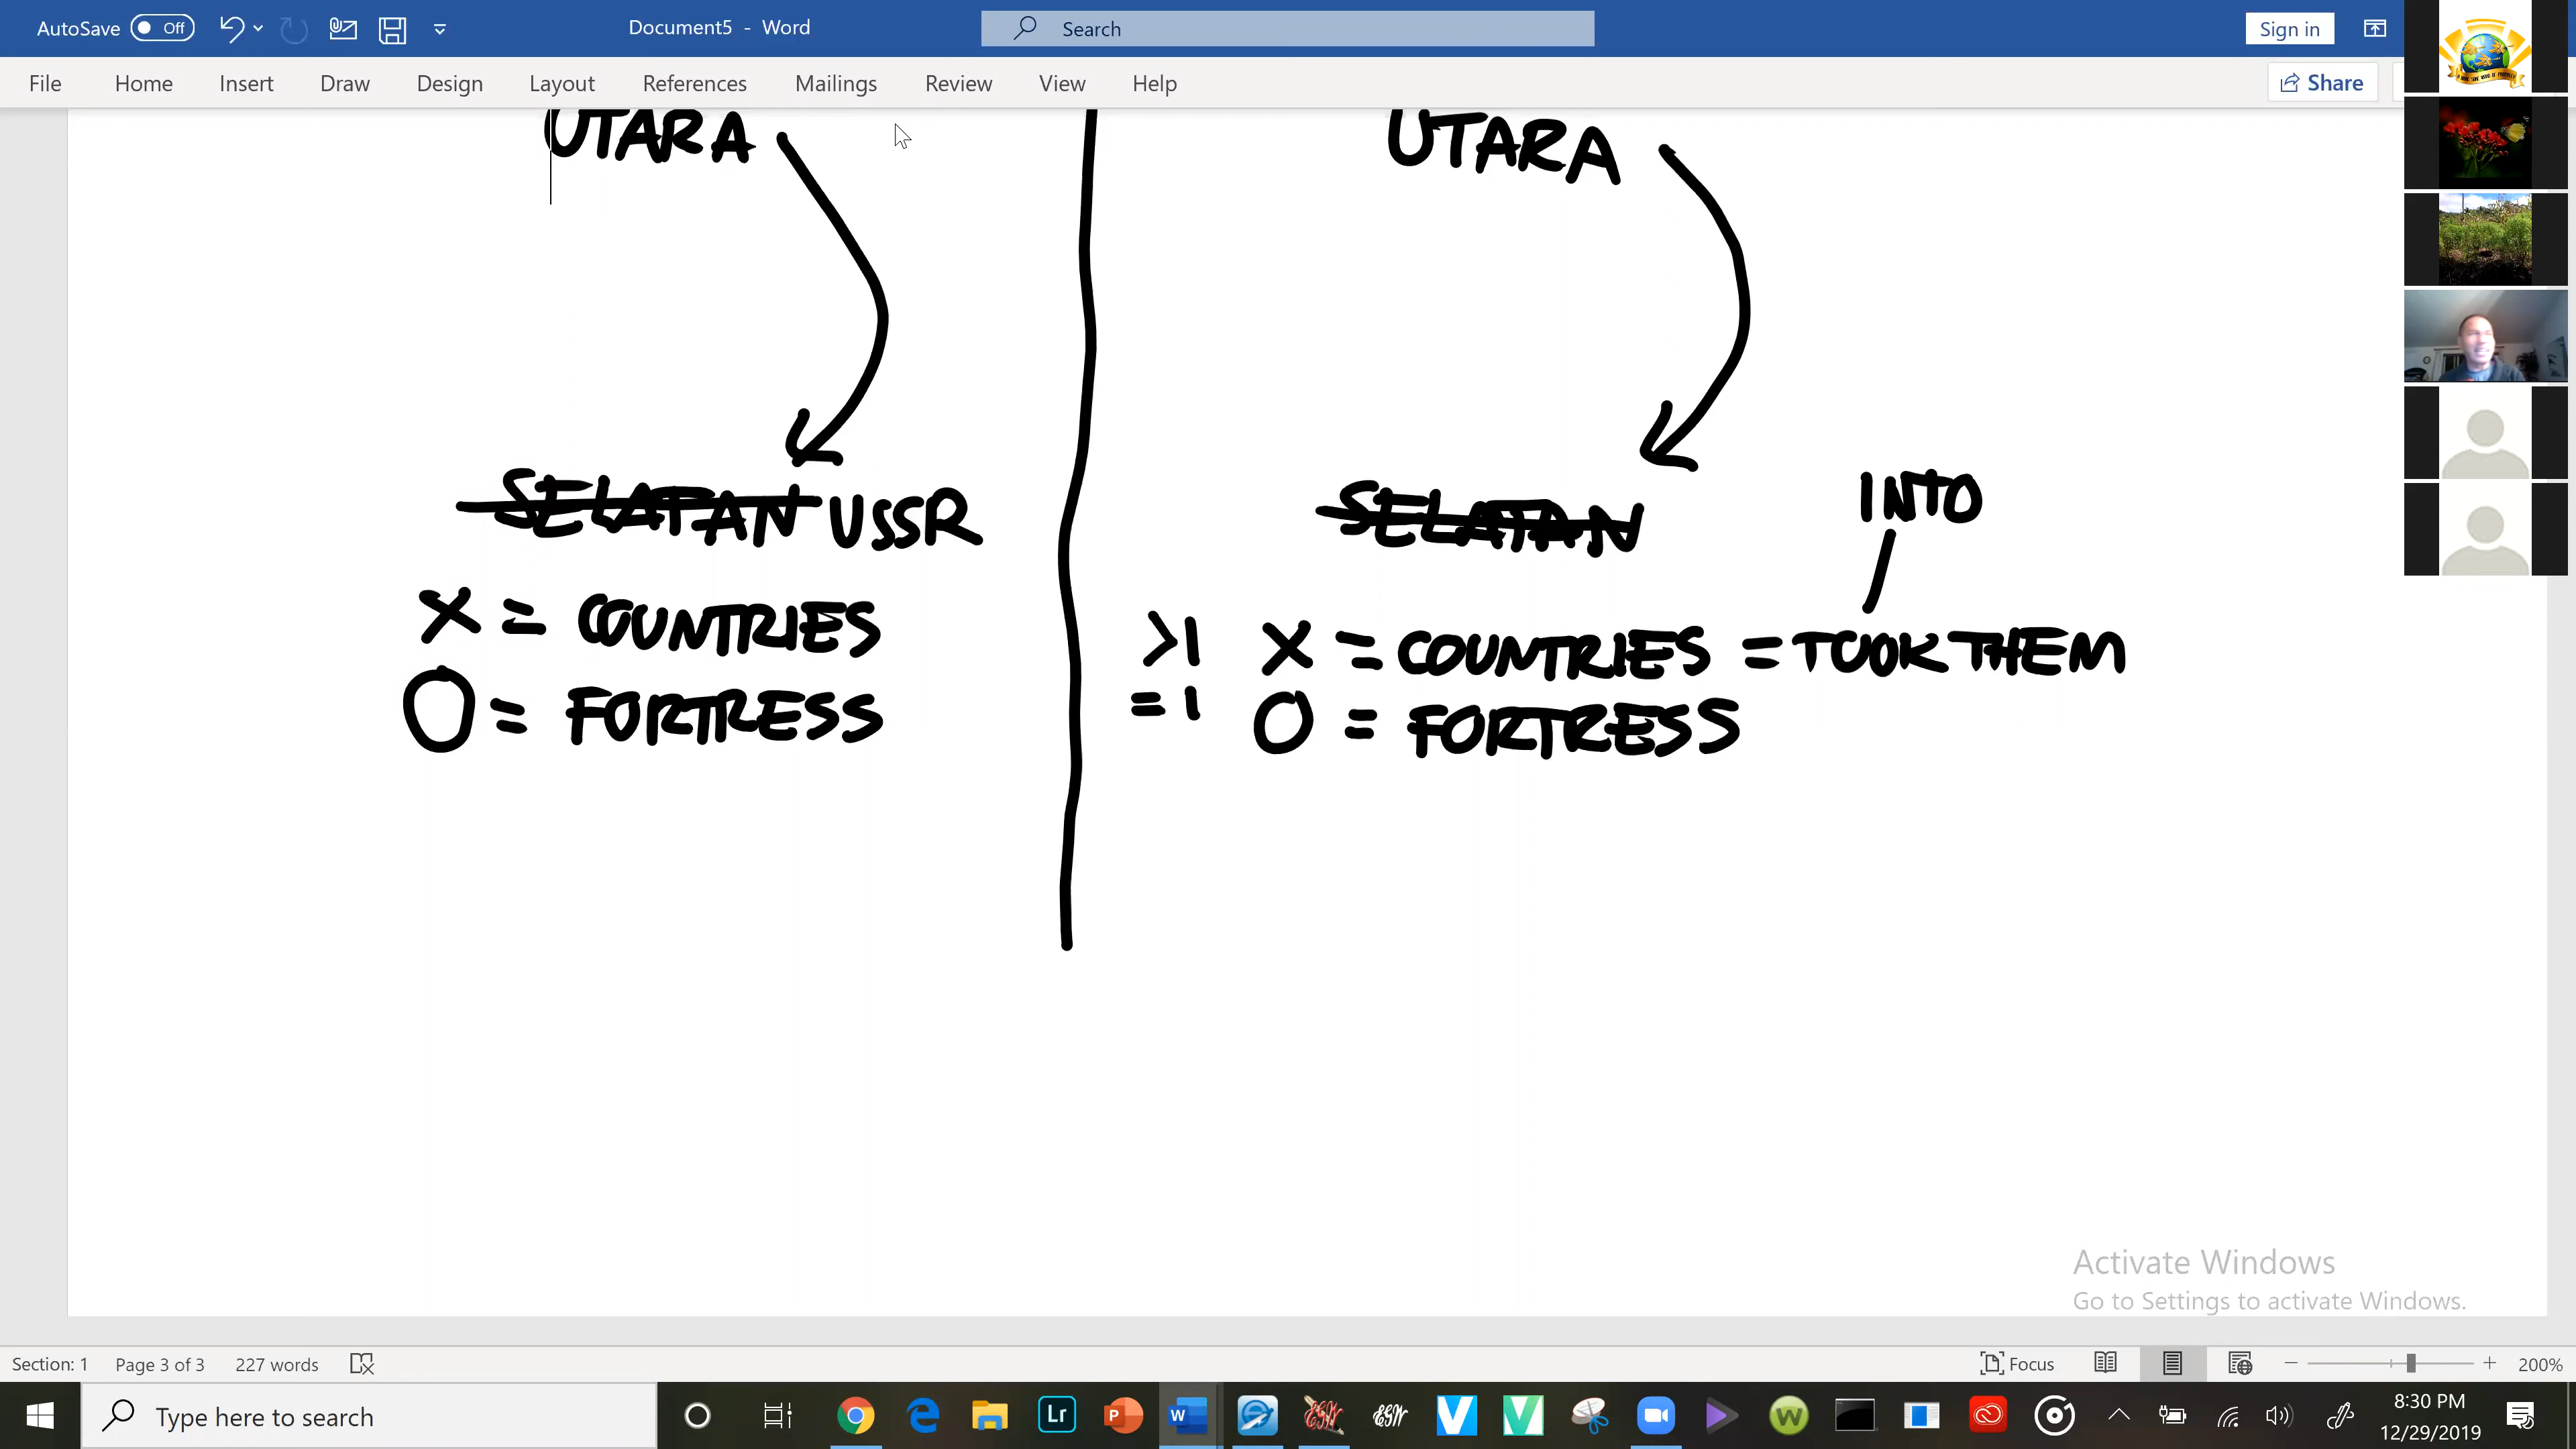 AutoSave Off Document5 - Word Search Sign in
File Home Insert Draw Design Layout References Mailings Review View Help Share
UTARA UTARA
SELATAN USSR SELATAN INTO
X = COUNTRIES >1 X = COUNTRIES = TOOK THEM
O = FORTRESS = 1 O = FORTRESS
Activate Windows
Go to Settings to activate Windows.
Section: 1 Page 3 of 3 227 words Focus 200%
Type here to search Lr P W EGW EGW V V W 8:30 PM
12/29/2019